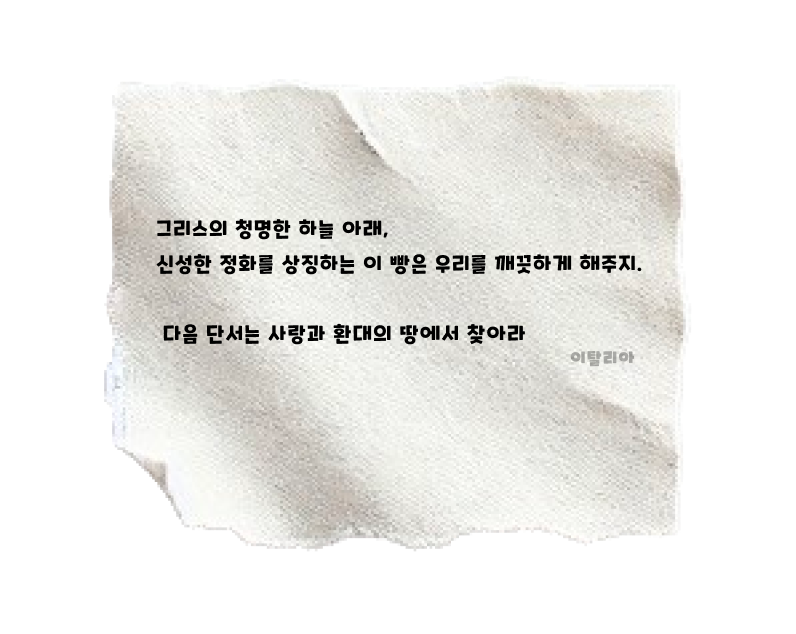 그리스의 청명한 하늘 아래,
신성한 정화를 상징하는 이 빵은 우리를 깨끗하게 해주지.
다음 단서는 사랑과 환대의 땅에서 찾아라
이탈리아